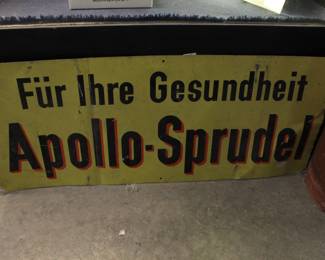 Für Ihre Gesundheit
Apollo-Sprudel